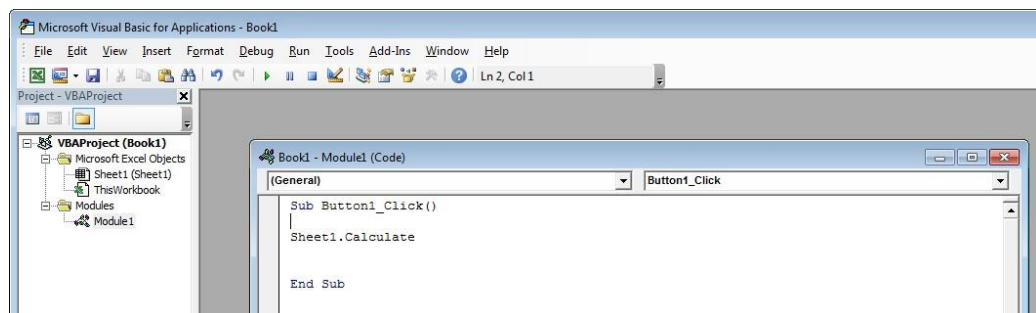 Microsoft Visual Basic for Applications - Book1
File Edit View Insert Format Debug Run Tools Add-Ins Window Help
Ln 2, Col 1
Project - VBAProject
VBAProject (Book1)
Microsoft Excel Objects
Sheet1 (Sheet1)
ThisWorkbook
Modules
Module1
Book1 - Module1 (Code)
(General) Button1_Click
Sub Button1_Click()
Sheet1.Calculate
End Sub